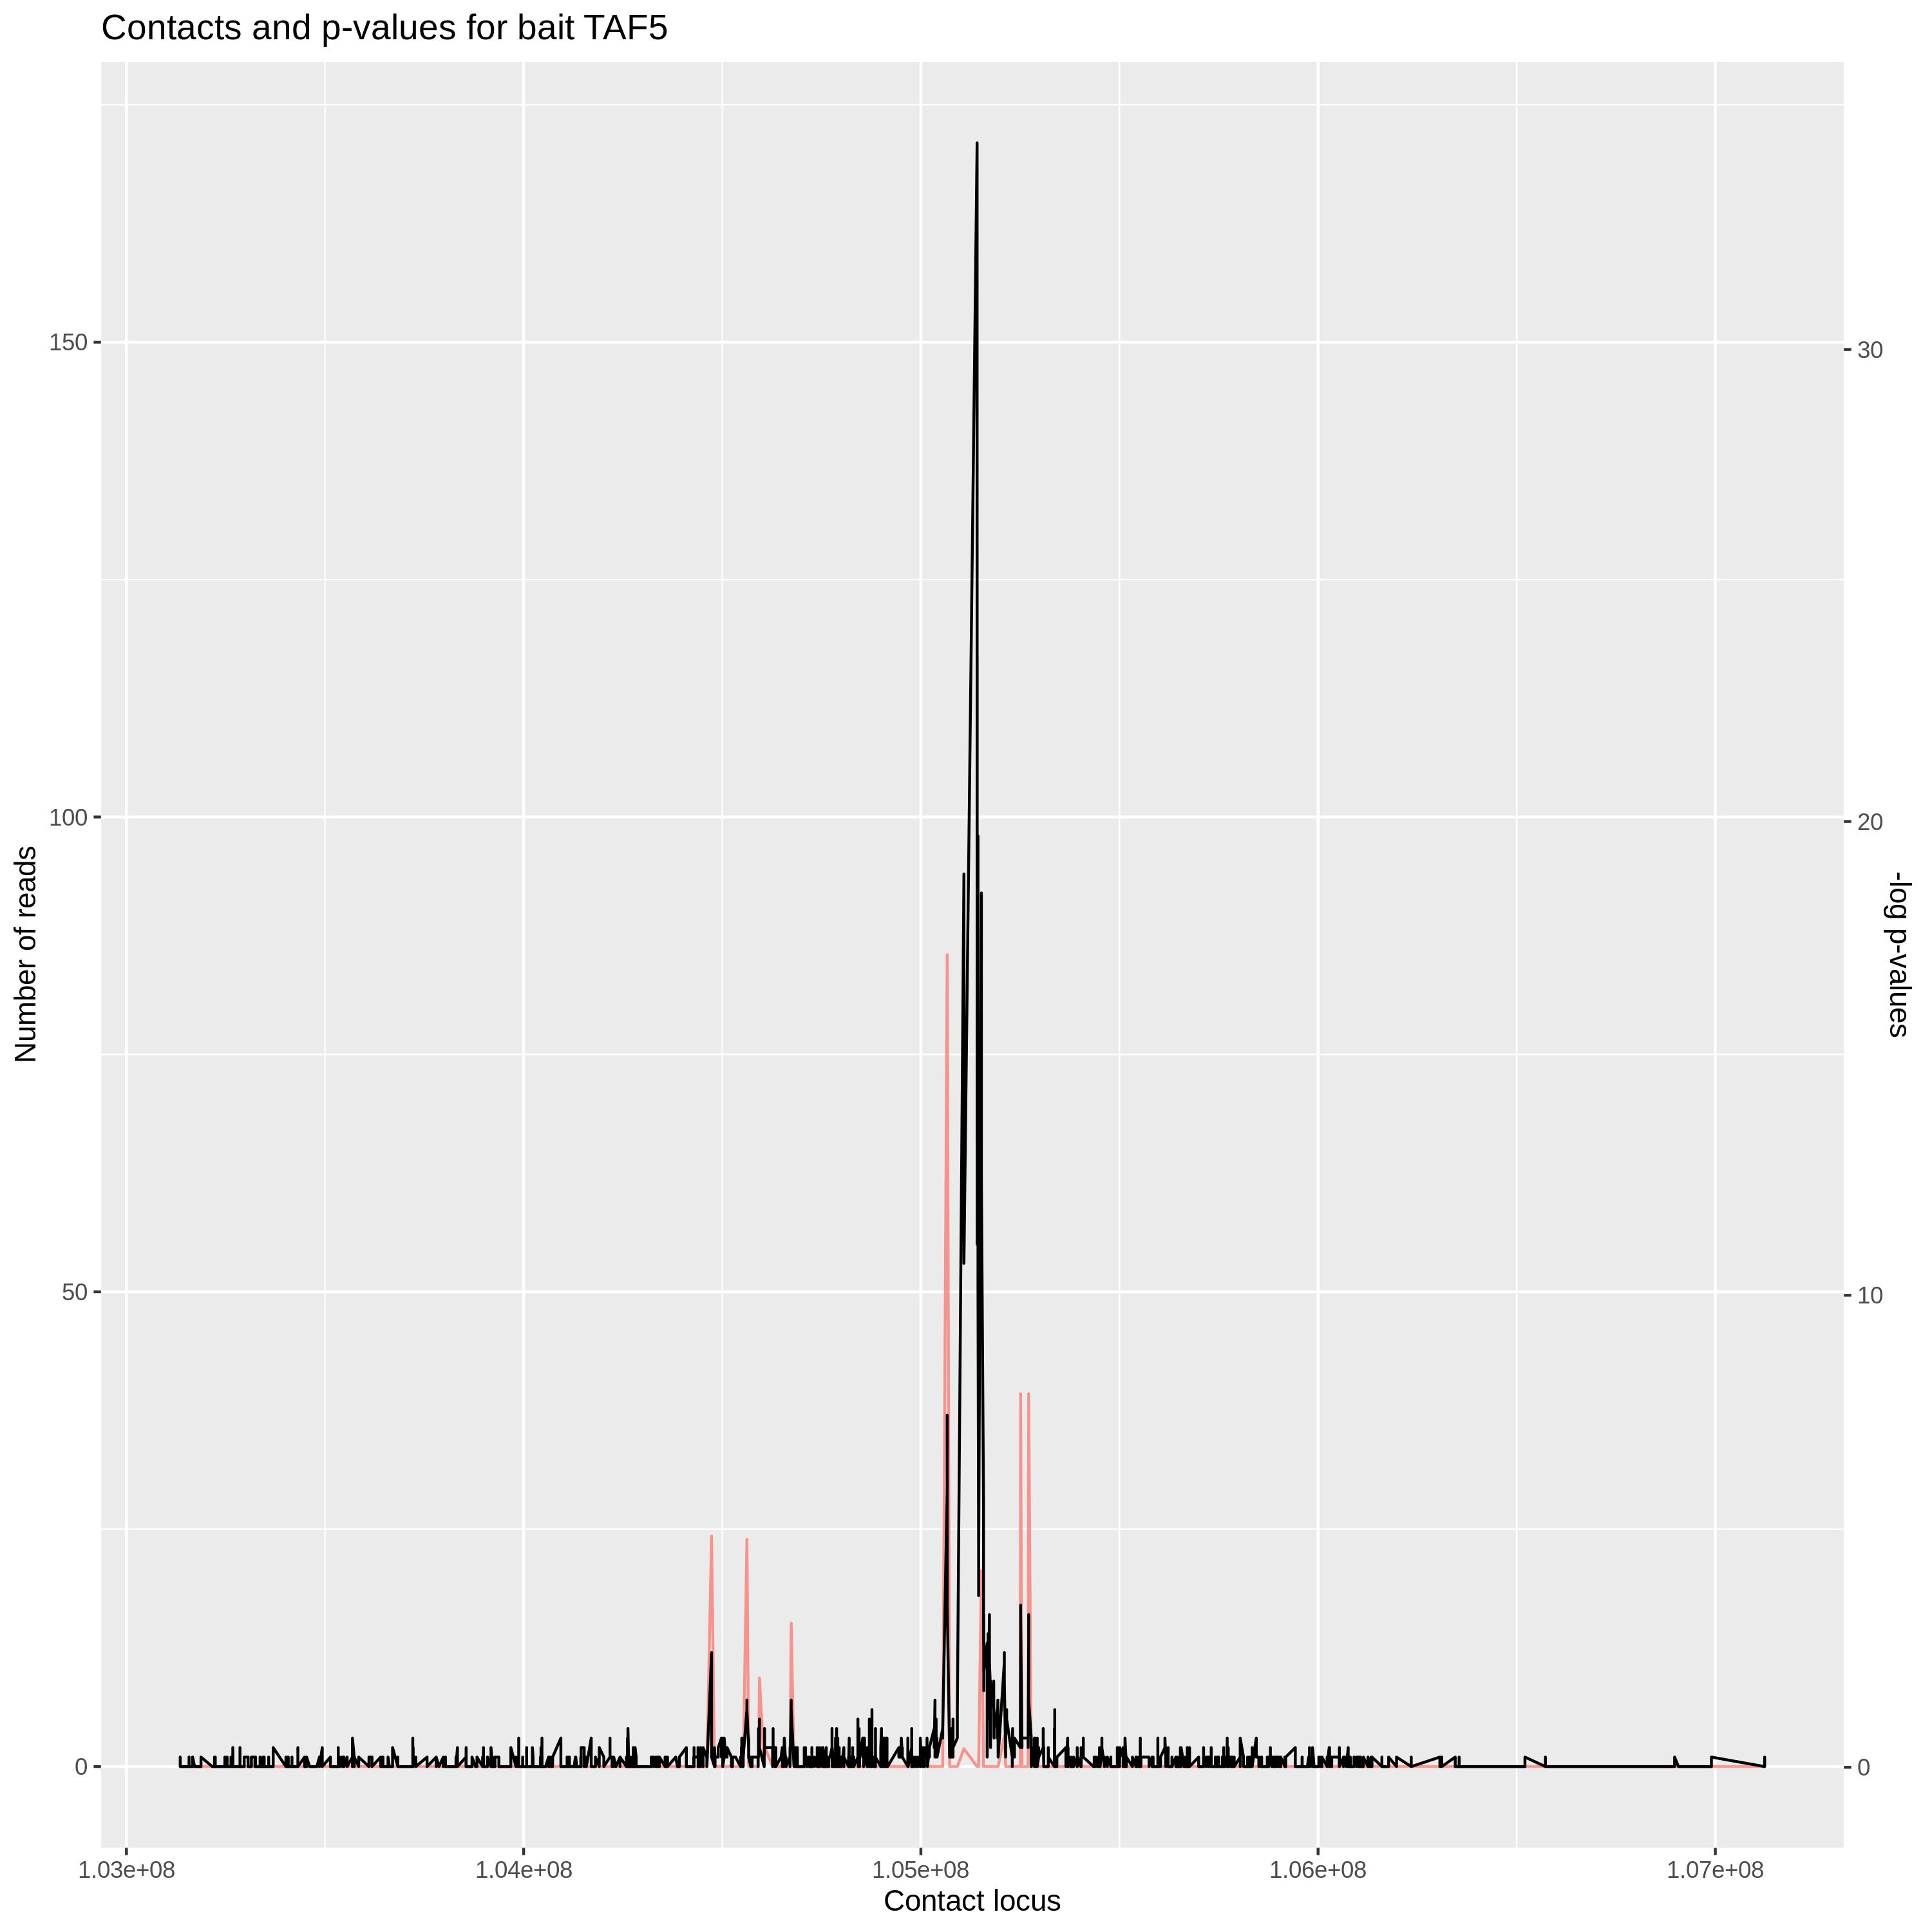 Contacts and p-values for bait TAF5
150
100
50
0
30
20
10
0
Number of reads
-log p-values
1.03e+08
1.04e+08
1.05e+08
1.06e+08
1.07e+08
Contact locus